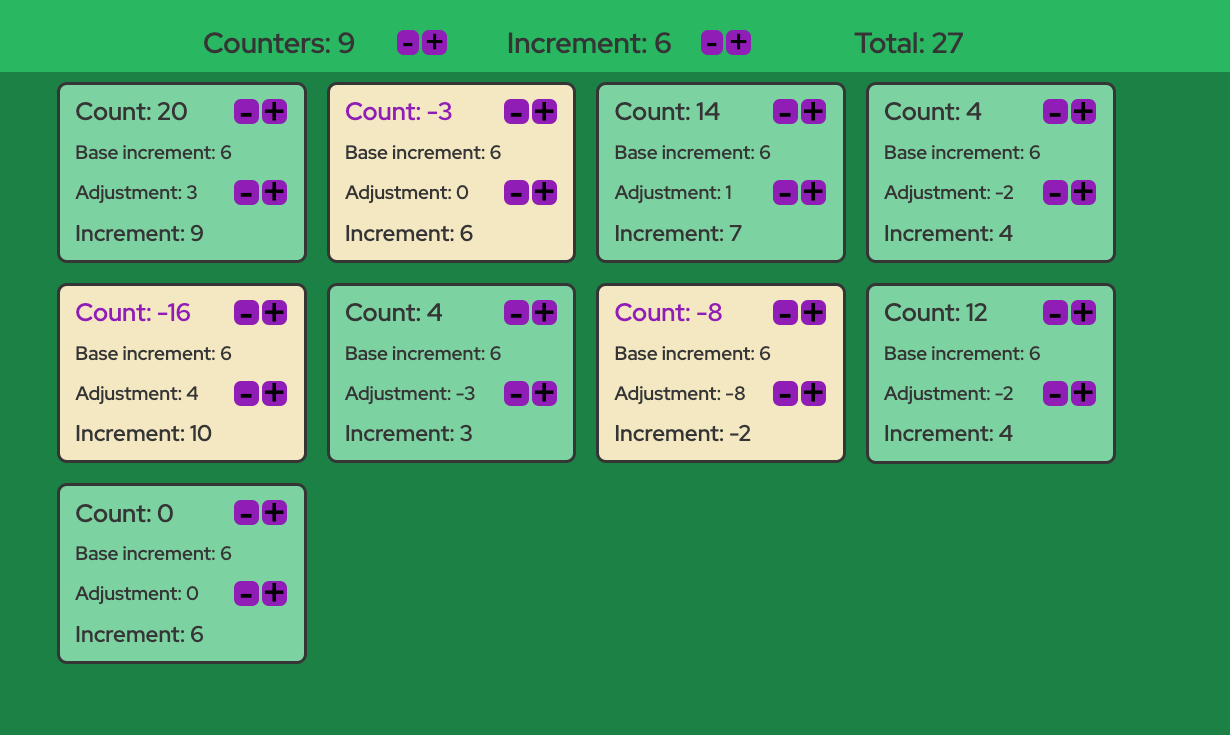 Counters: 9 - + Increment: 6 - + Total: 27
Count: 20 - +
Base increment: 6
Adjustment: 3 - +
Increment: 9
Count: -3 - +
Base increment: 6
Adjustment: 0 - +
Increment: 6
Count: 14 - +
Base increment: 6
Adjustment: 1 - +
Increment: 7
Count: 4 - +
Base increment: 6
Adjustment: -2 - +
Increment: 4
Count: -16 - +
Base increment: 6
Adjustment: 4 - +
Increment: 10
Count: 4 - +
Base increment: 6
Adjustment: -3 - +
Increment: 3
Count: -8 - +
Base increment: 6
Adjustment: -8 - +
Increment: -2
Count: 12 - +
Base increment: 6
Adjustment: -2 - +
Increment: 4
Count: 0 - +
Base increment: 6
Adjustment: 0 - +
Increment: 6